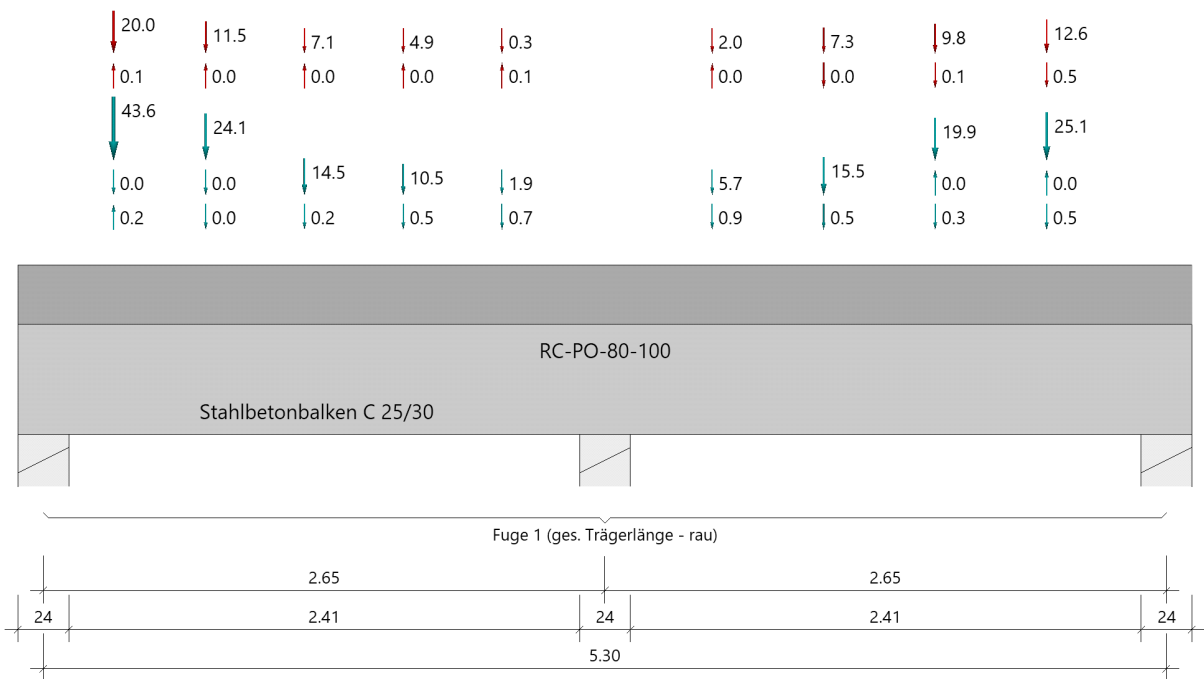 20.0 11.5 7.1 4.9 0.3 2.0 7.3 9.8 12.6
0.1 0.0 0.0 0.0 0.1 0.0 0.0 0.1 0.5
43.6 24.1 14.5 10.5 1.9 5.7 15.5 19.9 25.1
0.0 0.0 0.0 0.0
0.2 0.0 0.2 0.5 0.7 0.9 0.5 0.3 0.5
RC-PO-80-100
Stahlbetonbalken C 25/30
Fuge 1 (ges. Trägerlänge - rau)
2.65 2.65
24 2.41 24 2.41 24
5.30